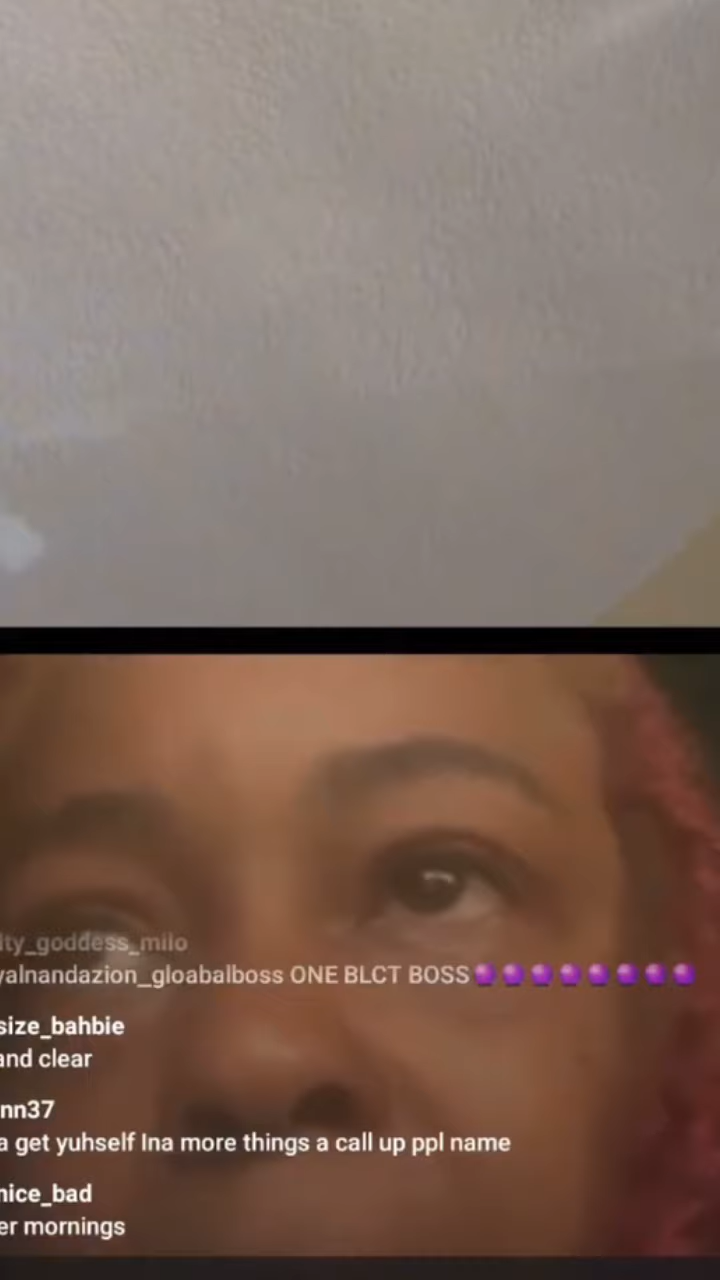 lty_goddess_milo
yalnandazion_gloabalboss ONE BLCT BOSS🟣🟣🟣🟣🟣🟣🟣🟣
size_bahbie
and clear
nn37
a get yuhself Ina more things a call up ppl name
nice_bad
er mornings